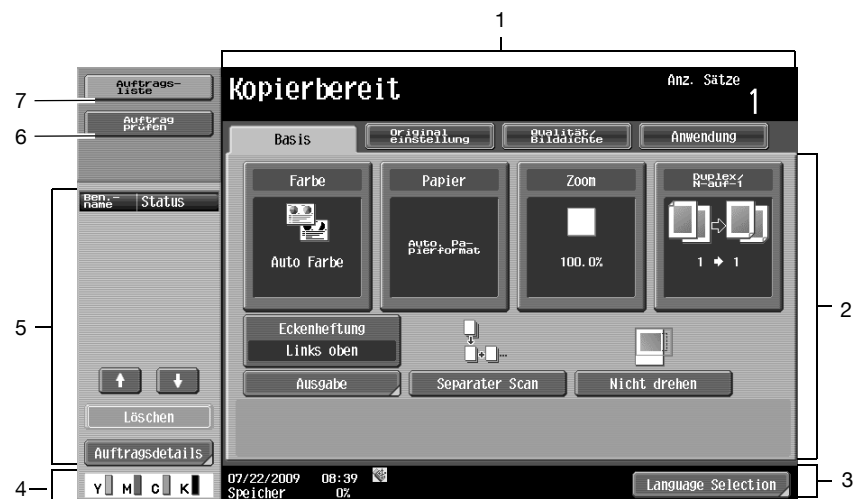 1
Auftrags-
liste
Auftrag
prüfen
7
6
Kopierbereit
Anz. Sätze
1
Basis
Original
einstellung
Qualität/
Bilddichte
Anwendung
Ben.-
name
Status
Farbe
Papier
Zoom
Duplex/
N-auf-1
Auto Farbe
Auto. Pa-
pierformat
100.0%
1 → 1
5
2
Eckenheftung
Links oben
Ausgabe
Separater Scan
Nicht drehen
Löschen
Auftragsdetails
4
Y M C K
07/22/2009 08:39
Speicher 0%
Language Selection
3